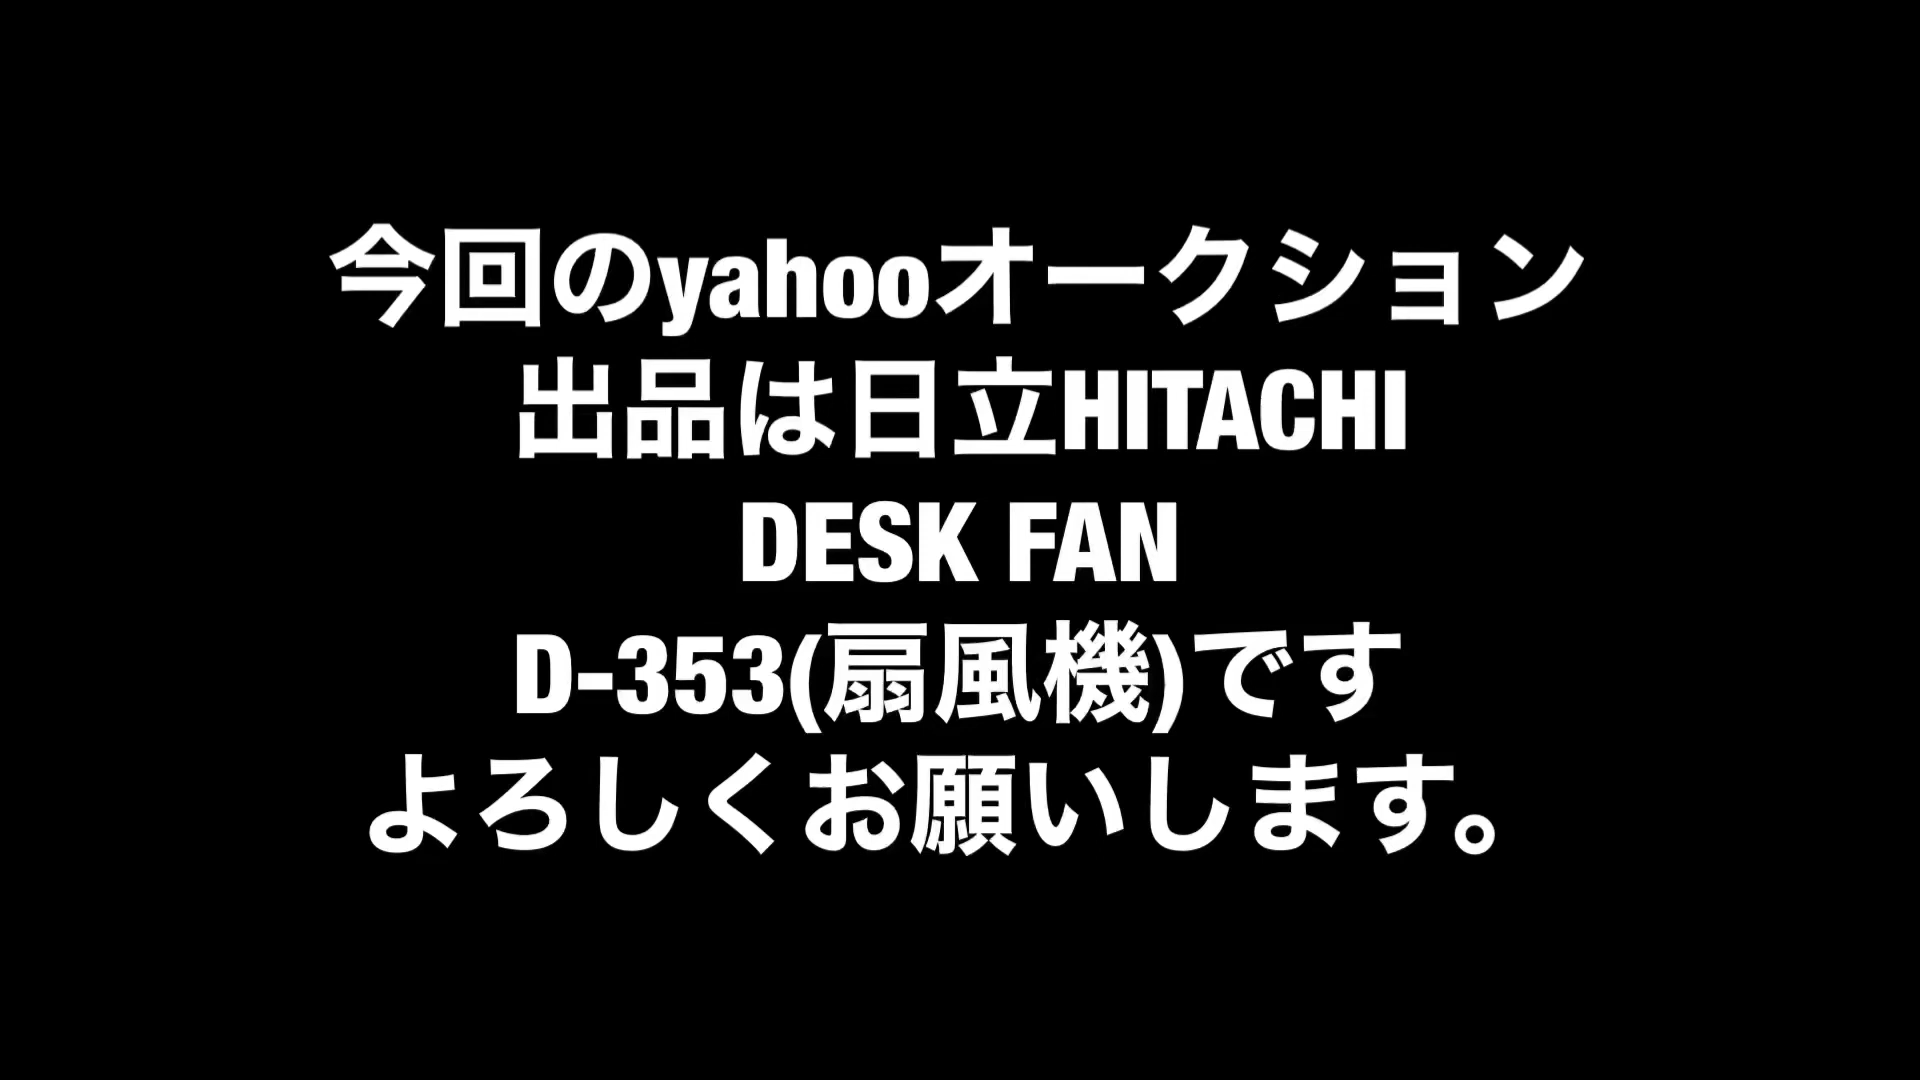 今回のyahooオークション
出品は日立HITACHI
DESK FAN
D-353(扇風機)です
よろしくお願いします。